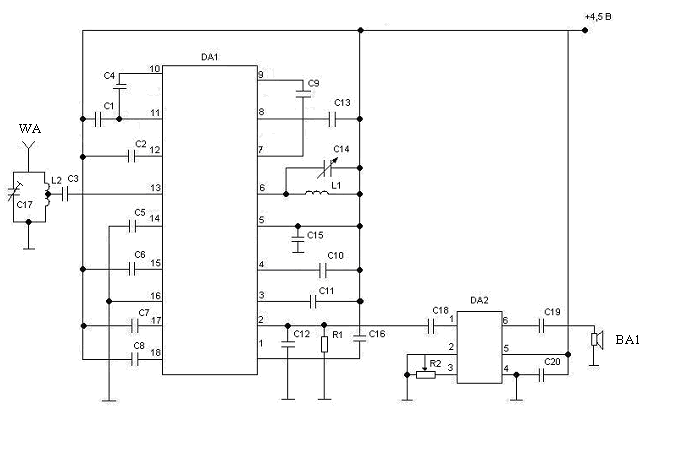 +4,5 В
DA1
10
9
C4
C9
C1
C13
11
8
WA
C2
12
7
C14
L2
C3
13
6
L1
C17
C5
14
5
C15
C6
15
4
C10
16
3
C11
DA2
C7
17
2
C18
1
6
C19
C12
R1
C16
BA1
C8
18
1
2
5
R2
3
4
C20